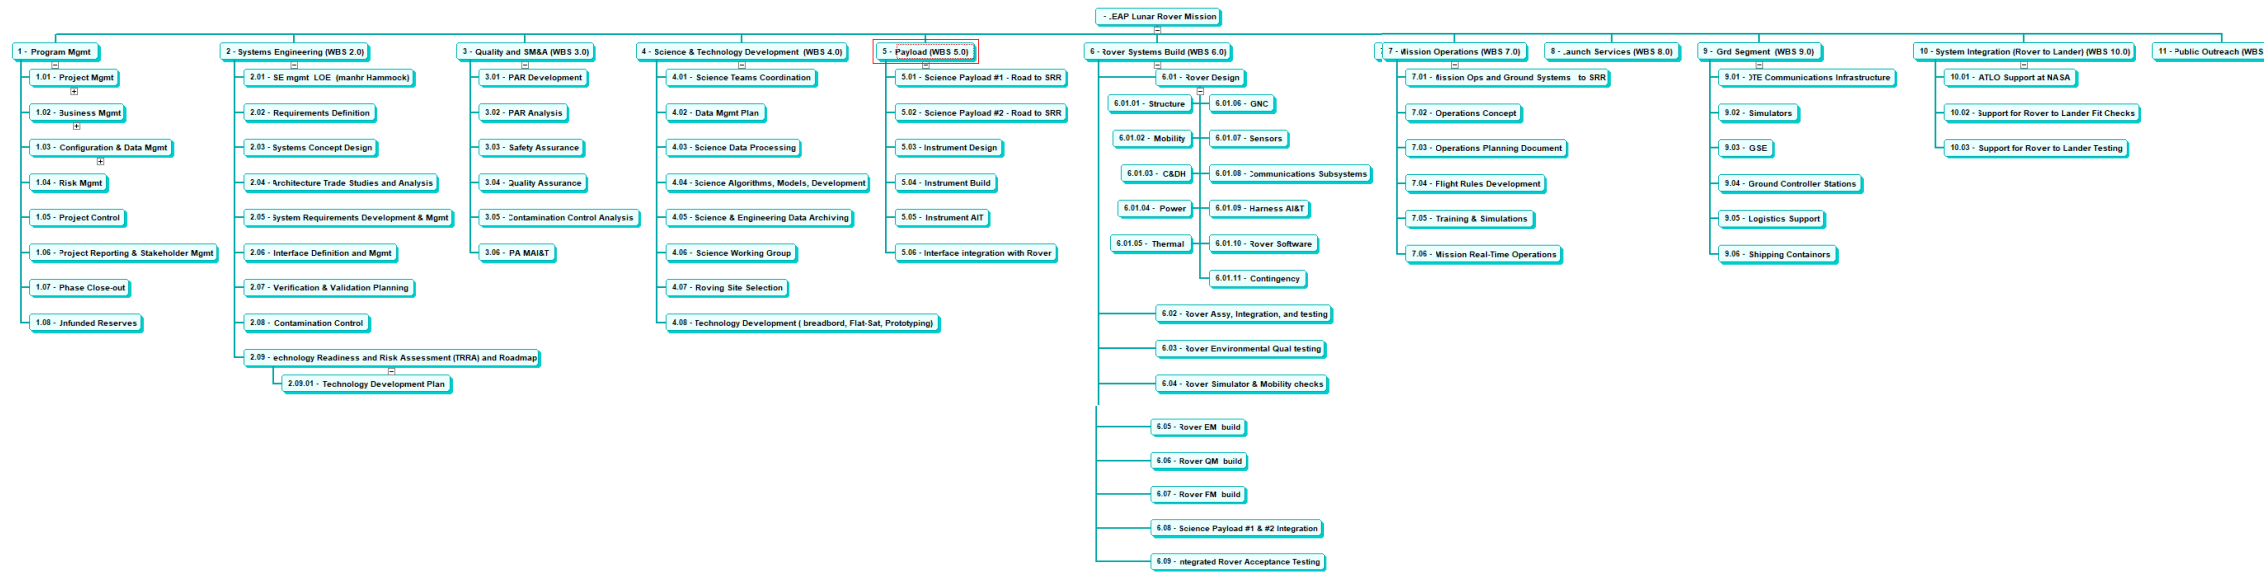 - .EAP Lunar Rover Mission
1 - Program Mgmt
1.01 - Project Mgmt
1.02 - Business Mgmt
1.03 - Configuration & Data Mgmt
1.04 - Risk Mgmt
1.05 - Project Control
1.06 - Project Reporting & Stakeholder Mgmt
1.07 - Phase Close-out
1.08 - Unfunded Reserves
2 - Systems Engineering (WBS 2.0)
2.01 - SE mgmt LOE (manhr Hammock)
2.02 - Requirements Definition
2.03 - Systems Concept Design
2.04 - Architecture Trade Studies and Analysis
2.05 - System Requirements Development & Mgmt
2.06 - Interface Definition and Mgmt
2.07 - Verification & Validation Planning
2.08 - Contamination Control
2.09 - echnology Readiness and Risk Assessment (TRRA) and Roadmap
2.09.01 - Technology Development Plan
3 - Quality and SM&A (WBS 3.0)
3.01 - PAR Development
3.02 - PAR Analysis
3.03 - Safety Assurance
3.04 - Quality Assurance
3.05 - Contamination Control Analysis
3.06 - PA MAI&T
4 - Science & Technology Development (WBS 4.0)
4.01 - Science Teams Coordination
4.02 - Data Mgmt Plan
4.03 - Science Data Processing
4.04 - Science Algorithms, Models, Development
4.05 - Science & Engineering Data Archiving
4.06 - Science Working Group
4.07 - Roving Site Selection
4.08 - Technology Development ( breadbord, Flat-Sat, Prototyping)
5 - Payload (WBS 5.0)
5.01 - Science Payload #1 - Road to SRR
5.02 - Science Payload #2 - Road to SRR
5.03 - Instrument Design
5.04 - Instrument Build
5.05 - Instrument AIT
5.06 - Interface integration with Rover
6 - Rover Systems Build (WBS 6.0)
6.01 - Rover Design
6.01.01 - Structure
6.01.02 - Mobility
6.01.03 - C&DH
6.01.04 - Power
6.01.05 - Thermal
6.01.06 - GNC
6.01.07 - Sensors
6.01.08 - Communications Subsystems
6.01.09 - Harness AI&T
6.01.10 - Rover Software
6.01.11 - Contingency
6.02 - Rover Assy, Integration, and testing
6.03 - Rover Environmental Qual testing
6.04 - Rover Simulator & Mobility checks
6.05 - Rover EM build
6.06 - Rover QM build
6.07 - Rover FM build
6.08 - Science Payload #1 & #2 Integration
6.09 - ntegrated Rover Acceptance Testing
7 - Mission Operations (WBS 7.0)
7.01 - Mission Ops and Ground Systems to SRR
7.02 - Operations Concept
7.03 - Operations Planning Document
7.04 - Flight Rules Development
7.05 - Training & Simulations
7.06 - Mission Real-Time Operations
8 - Launch Services (WBS 8.0)
9 - Grd Segment (WBS 9.0)
9.01 - DTE Communications Infrastructure
9.02 - Simulators
9.03 - GSE
9.04 - Ground Controller Stations
9.05 - Logistics Support
9.06 - Shipping Containors
10 - System Integration (Rover to Lander) (WBS 10.0)
10.01 - ATLO Support at NASA
10.02 - Support for Rover to Lander Fit Checks
10.03 - Support for Rover to Lander Testing
11 - Public Outreach (WBS